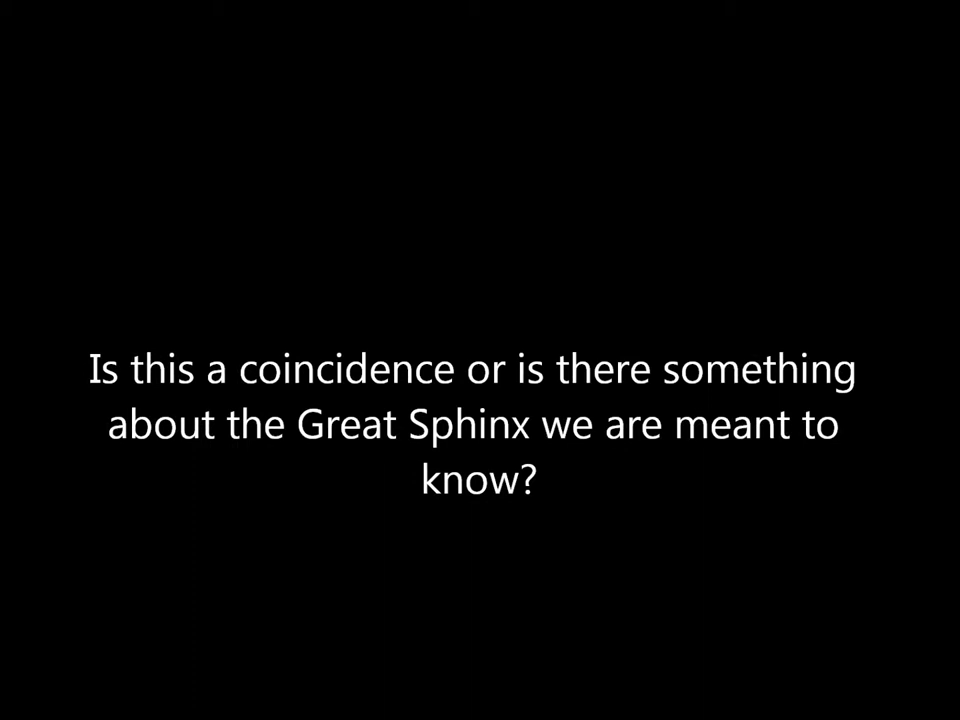 Is this a coincidence or is there something
about the Great Sphinx we are meant to
know?